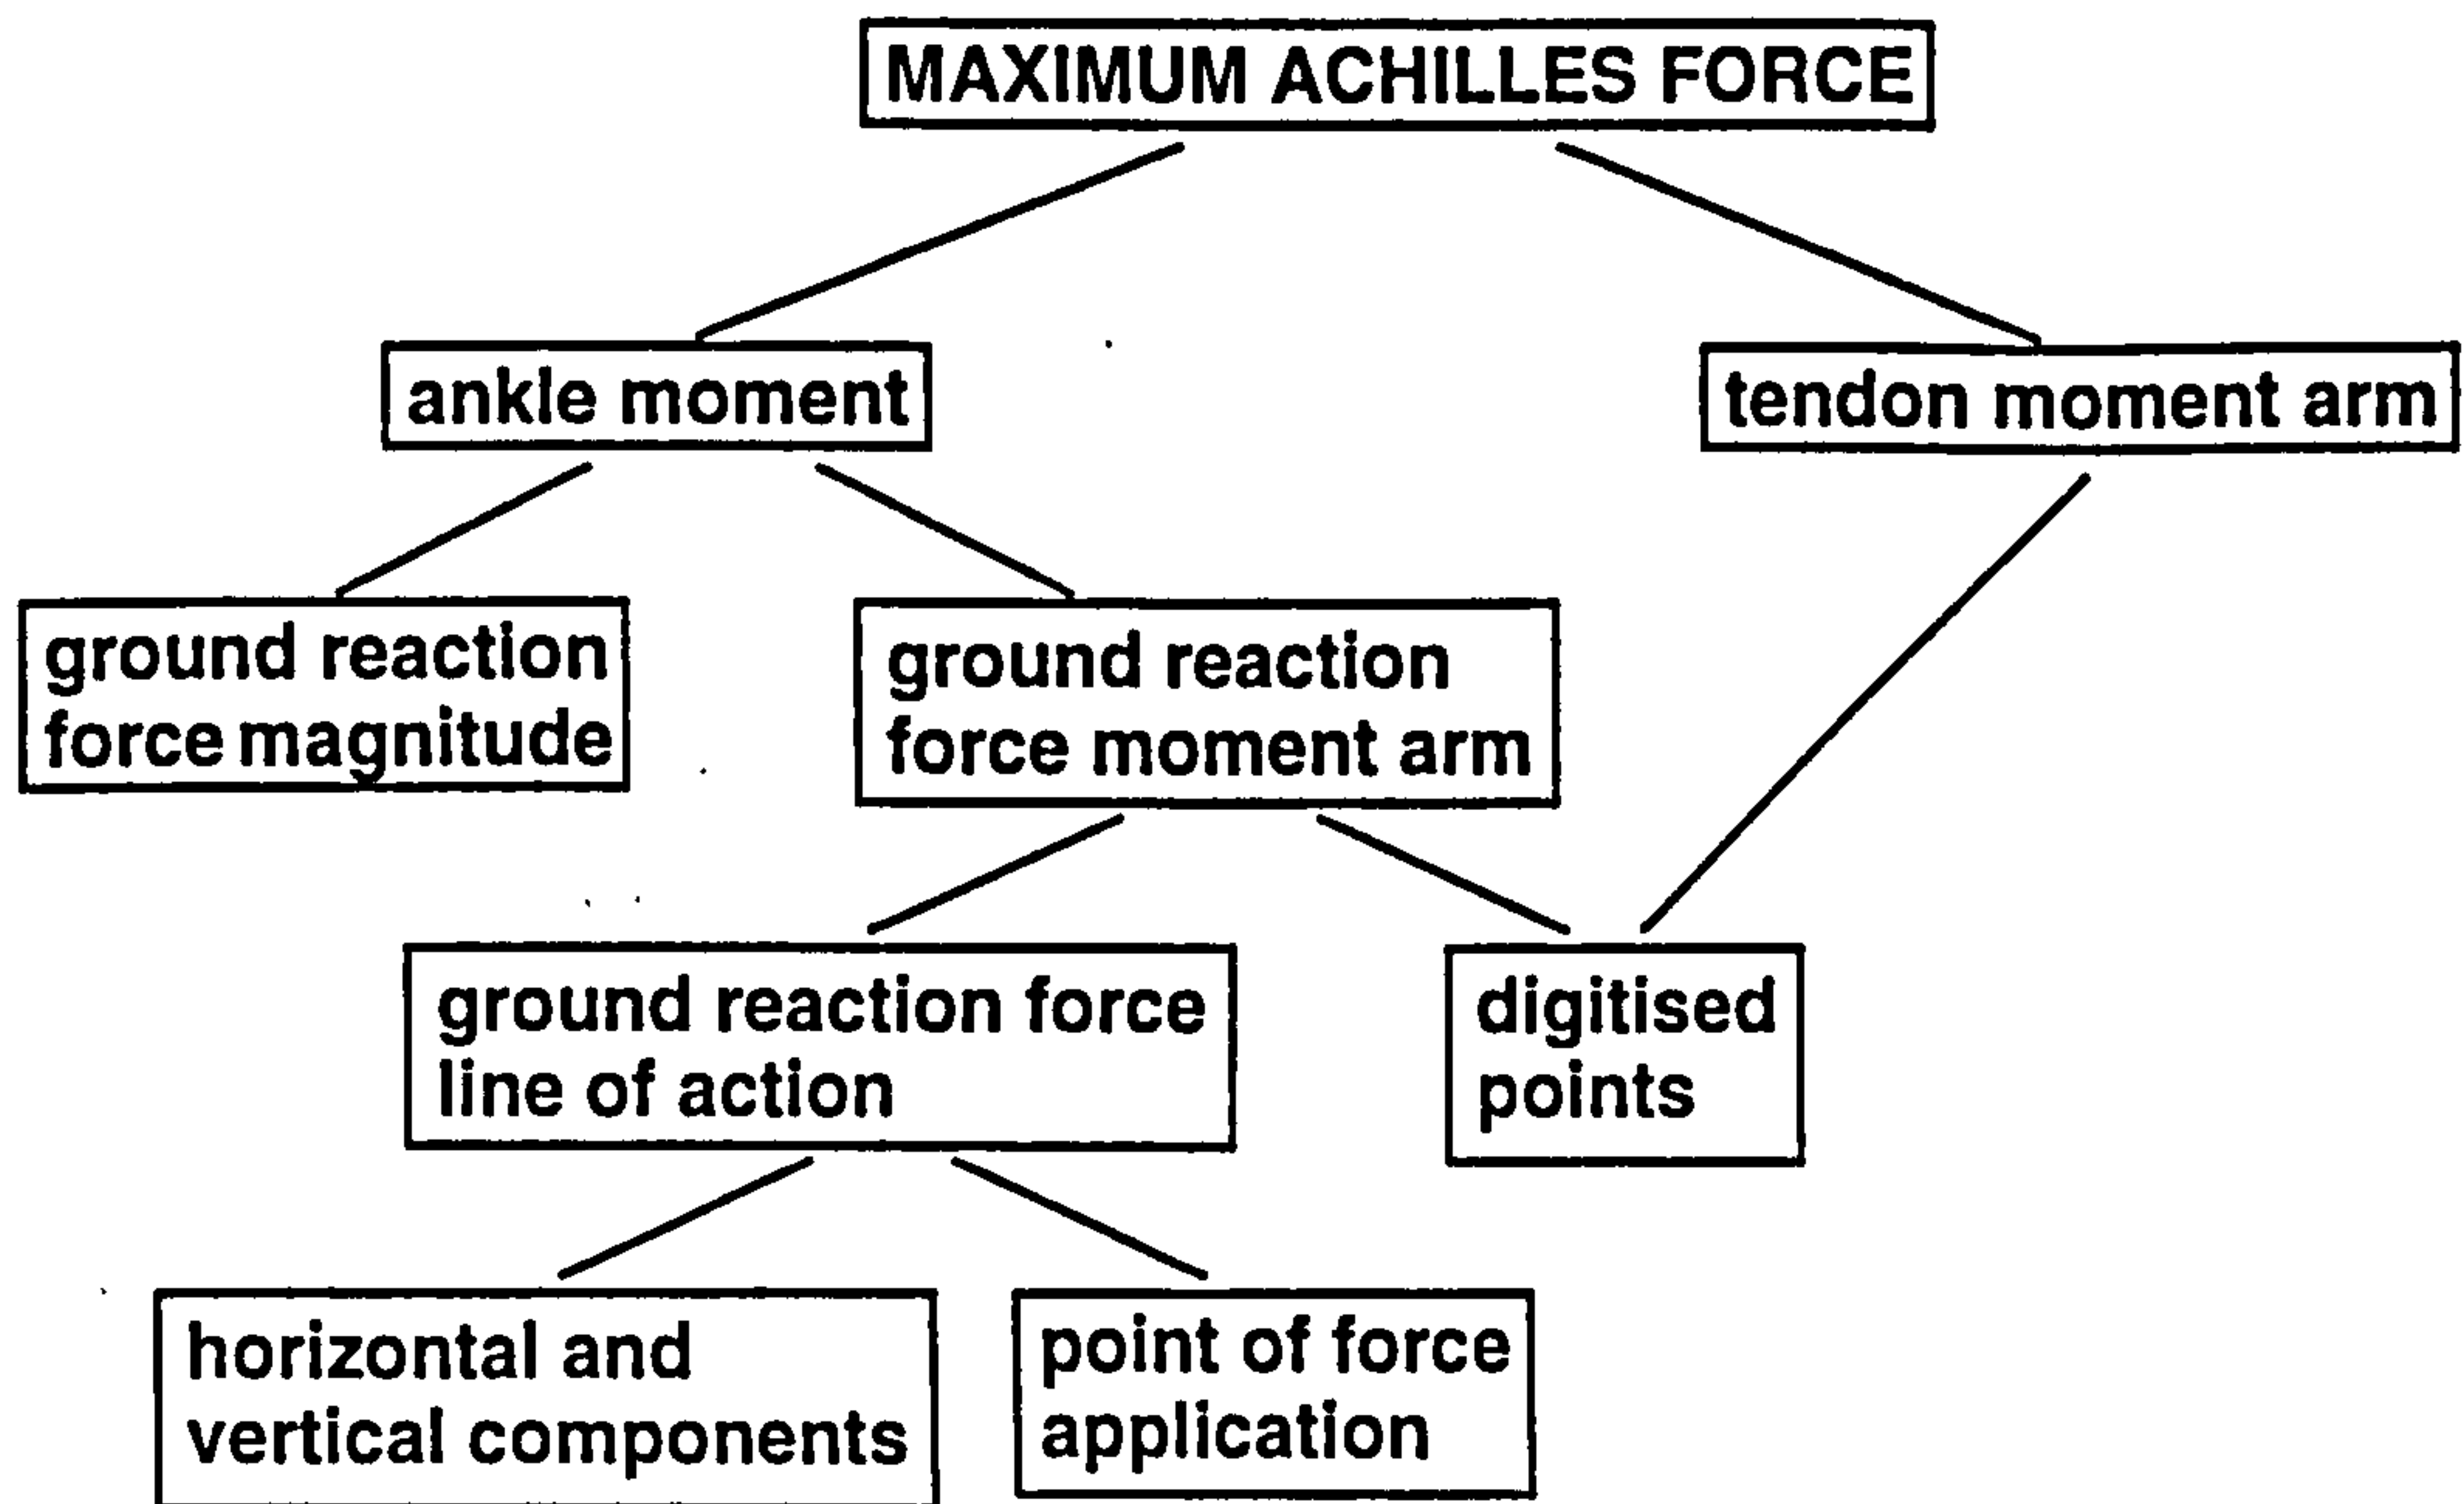 MAXIMUM ACHILLES FORCE
ankle moment
tendon moment arm
ground reaction
force magnitude
ground reaction
force moment arm
ground reaction force
line of action
digitised
points
horizontal and
vertical components
point of force
application